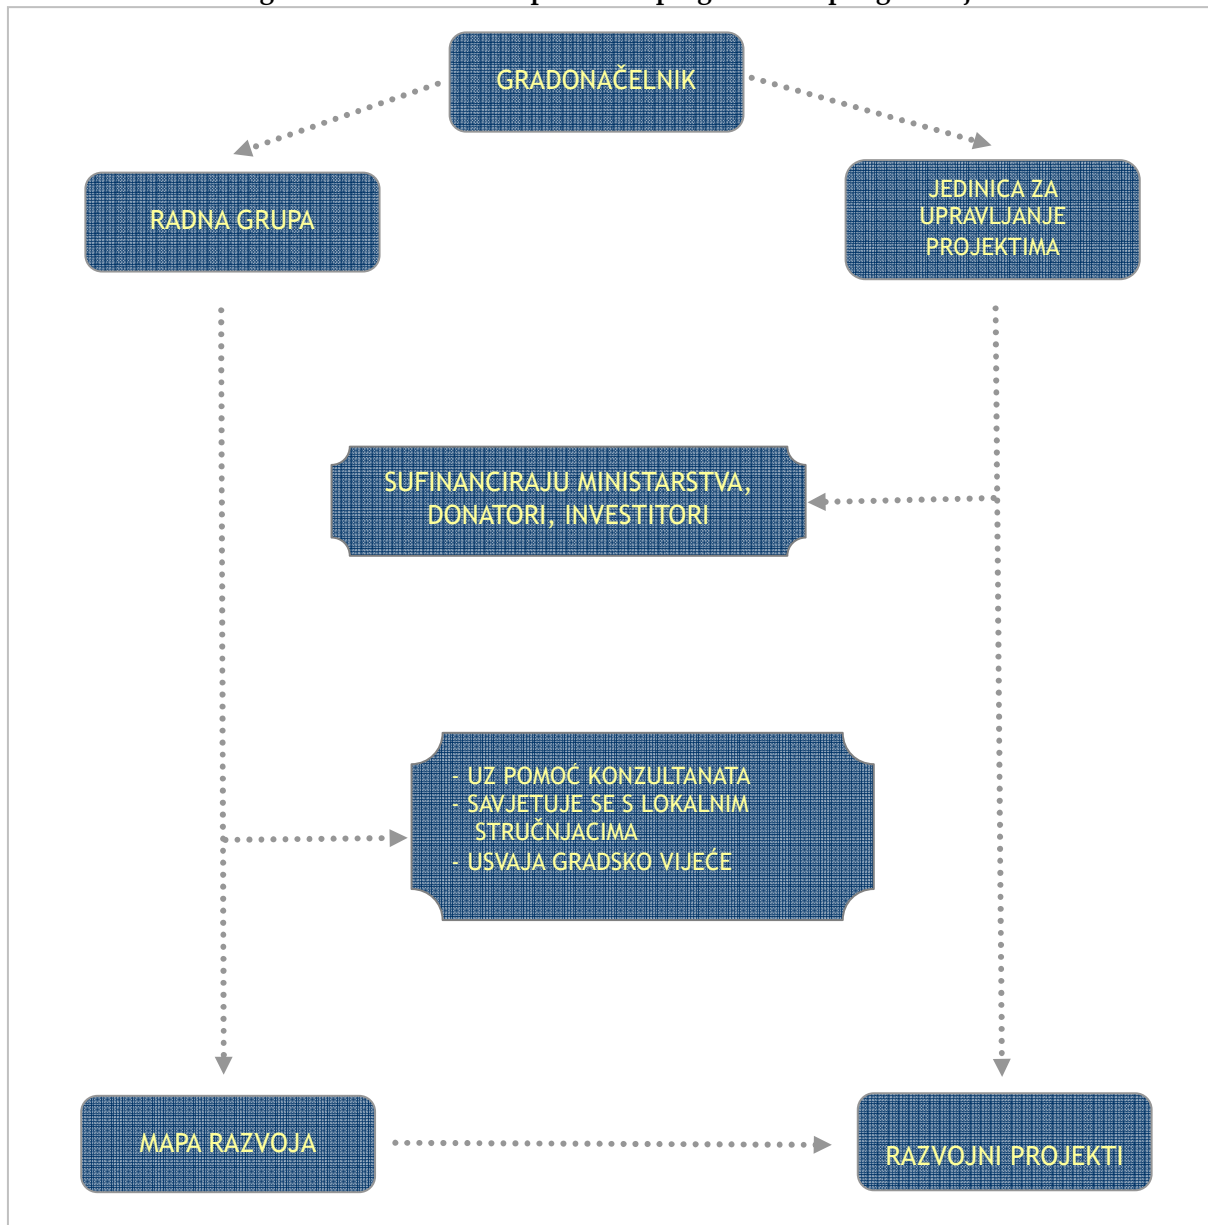 GRADONAČELNIK
RADNA GRUPA
JEDINICA ZA
UPRAVLJANJE
PROJEKTIMA
SUFINANCIRAJU MINISTARSTVA,
DONATORI, INVESTITORI
- UZ POMOĆ KONZULTANATA
- SAVJETUJE SE S LOKALNIM
STRUČNJACIMA
- USVAJA GRADSKO VIJEĆE
MAPA RAZVOJA
RAZVOJNI PROJEKTI